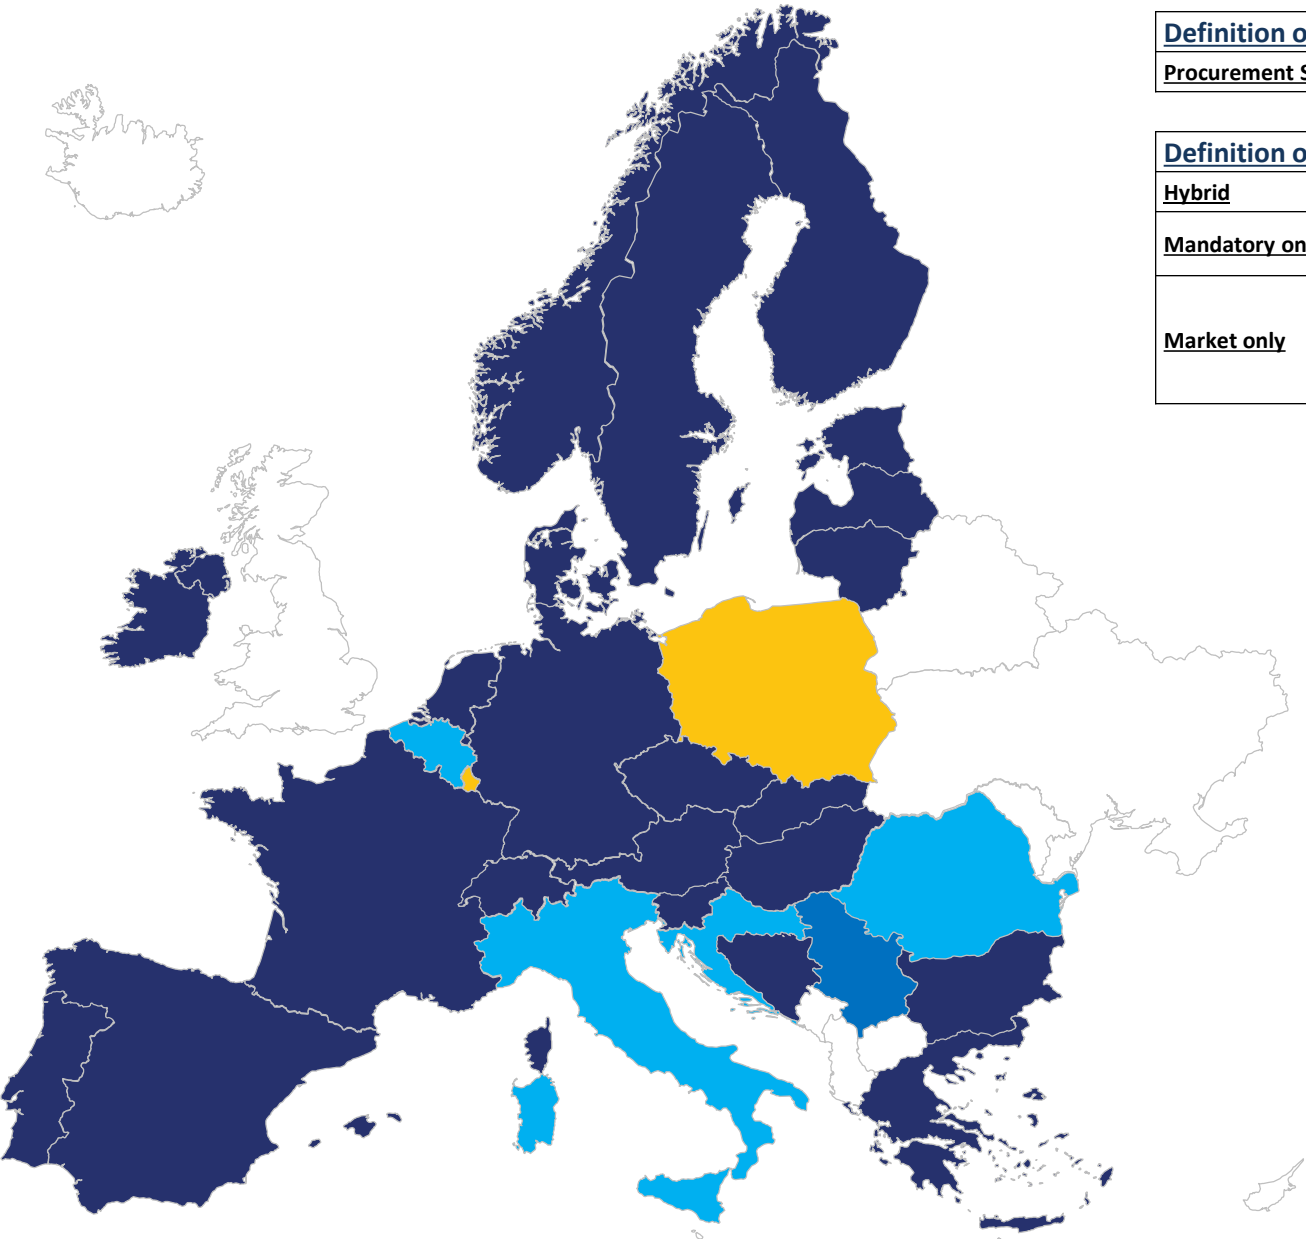 Definition o
Procurement S
Definition o
Hybrid
Mandatory on
Market only